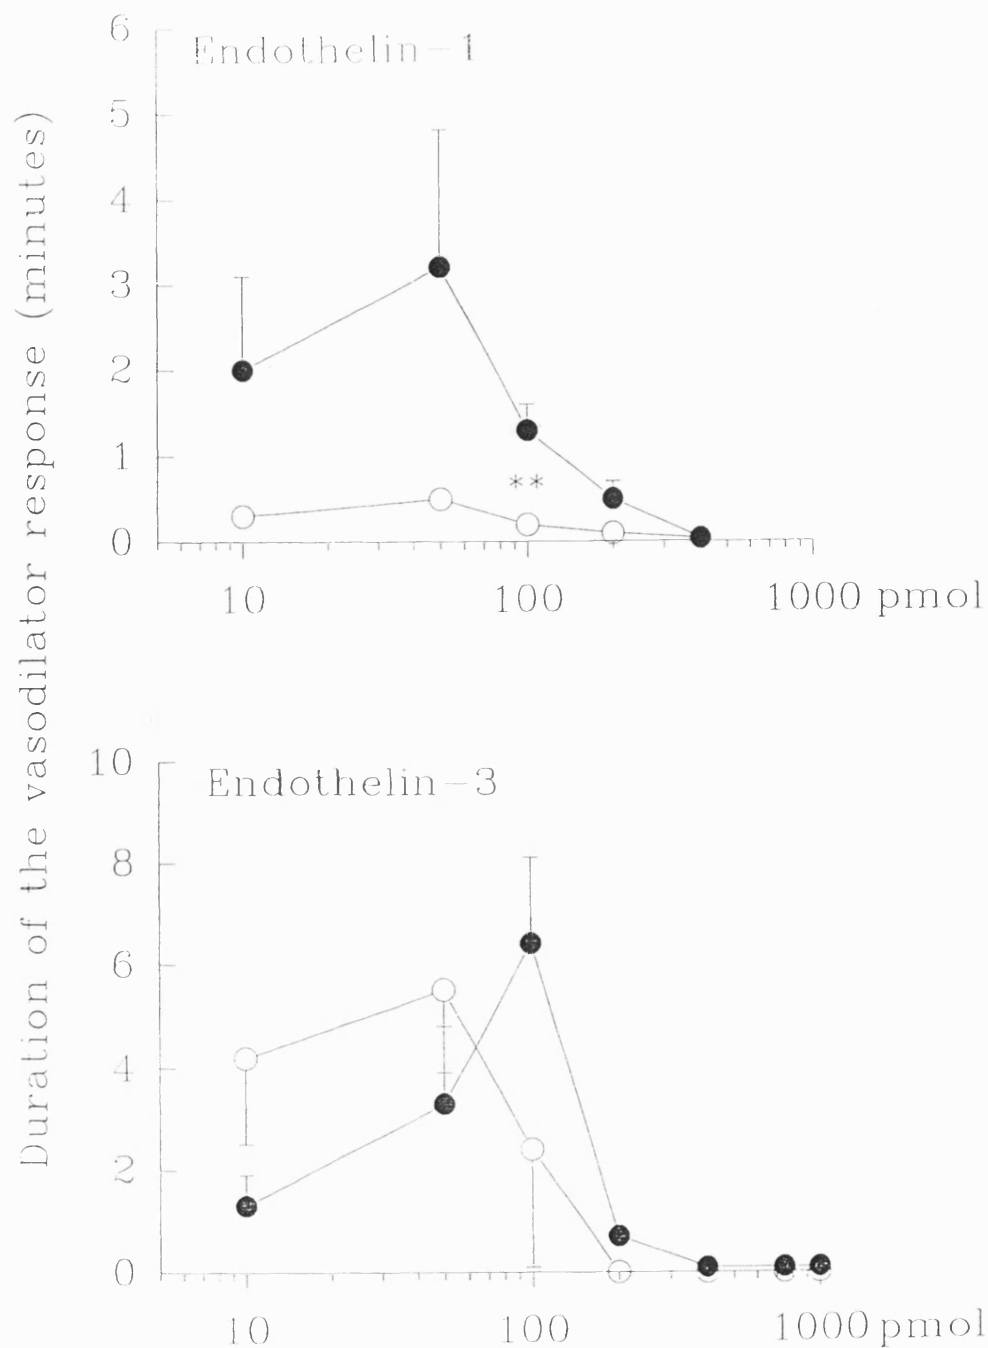 Duration of the vasodilator response (minutes)
Endothelin-1
6
5
4
3
2
1
0
**
10 100 1000 pmol
Endothelin-3
10
8
6
4
2
0
10 100 1000 pmol